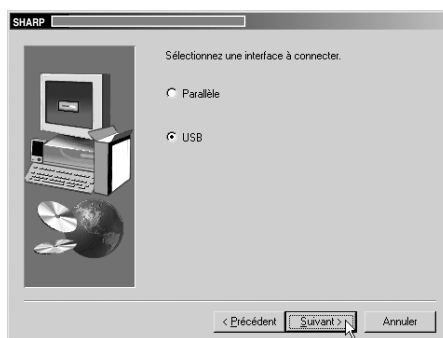 SHARP
Sélectionnez une interface à connecter.
Parallèle
USB
< Précédent Suivant > Annuler